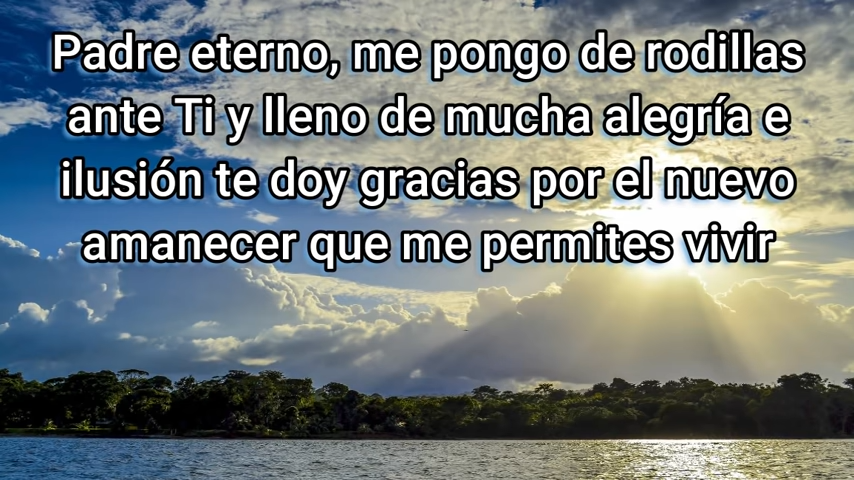 Padre eterno, me pongo de rodillas
ante Ti y lleno de mucha alegría e
ilusión te doy gracias por el nuevo
amanecer que me permites vivir